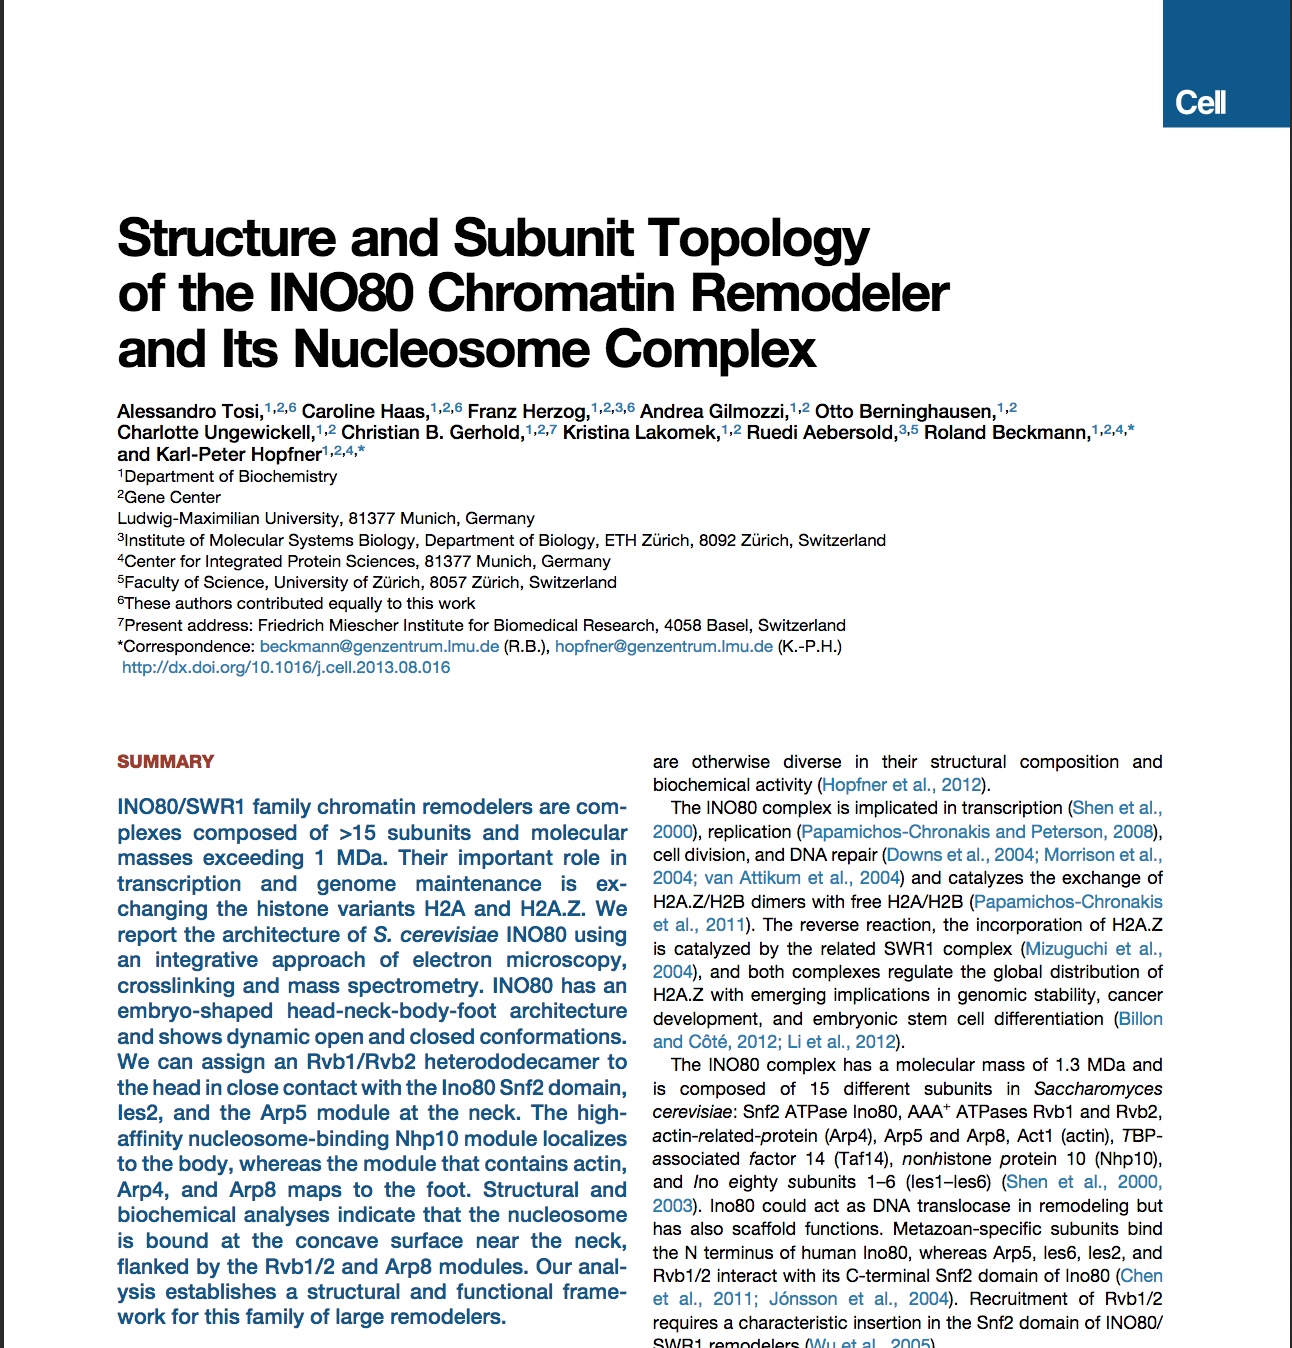 Cell
Structure and Subunit Topology
of the INO80 Chromatin Remodeler
and Its Nucleosome Complex
Alessandro Tosi,1,2,6 Caroline Haas,1,2,6 Franz Herzog,1,2,3,6 Andrea Gilmozzi,1,2 Otto Berninghausen,1,2
Charlotte Ungewickell,1,2 Christian B. Gerhold,1,2,7 Kristina Lakomek,1,2 Ruedi Aebersold,3,5 Roland Beckmann,1,2,4,*
and Karl-Peter Hopfner1,2,4,*
1Department of Biochemistry
2Gene Center
Ludwig-Maximilian University, 81377 Munich, Germany
3Institute of Molecular Systems Biology, Department of Biology, ETH Zürich, 8092 Zürich, Switzerland
4Center for Integrated Protein Sciences, 81377 Munich, Germany
5Faculty of Science, University of Zürich, 8057 Zürich, Switzerland
6These authors contributed equally to this work
7Present address: Friedrich Miescher Institute for Biomedical Research, 4058 Basel, Switzerland
*Correspondence: beckmann@genzentrum.lmu.de (R.B.), hopfner@genzentrum.lmu.de (K.-P.H.)
http://dx.doi.org/10.1016/j.cell.2013.08.016
SUMMARY
INO80/SWR1 family chromatin remodelers are com-
plexes composed of >15 subunits and molecular
masses exceeding 1 MDa. Their important role in
transcription and genome maintenance is ex-
changing the histone variants H2A and H2A.Z. We
report the architecture of S. cerevisiae INO80 using
an integrative approach of electron microscopy,
crosslinking and mass spectrometry. INO80 has an
embryo-shaped head-neck-body-foot architecture
and shows dynamic open and closed conformations.
We can assign an Rvb1/Rvb2 heterododecamer to
the head in close contact with the Ino80 Snf2 domain,
Ies2, and the Arp5 module at the neck. The high-
affinity nucleosome-binding Nhp10 module localizes
to the body, whereas the module that contains actin,
Arp4, and Arp8 maps to the foot. Structural and
biochemical analyses indicate that the nucleosome
is bound at the concave surface near the neck,
flanked by the Rvb1/2 and Arp8 modules. Our anal-
ysis establishes a structural and functional frame-
work for this family of large remodelers.
are otherwise diverse in their structural composition and
biochemical activity (Hopfner et al., 2012).
The INO80 complex is implicated in transcription (Shen et al.,
2000), replication (Papamichos-Chronakis and Peterson, 2008),
cell division, and DNA repair (Downs et al., 2004; Morrison et al.,
2004; van Attikum et al., 2004) and catalyzes the exchange of
H2A.Z/H2B dimers with free H2A/H2B (Papamichos-Chronakis
et al., 2011). The reverse reaction, the incorporation of H2A.Z
is catalyzed by the related SWR1 complex (Mizuguchi et al.,
2004), and both complexes regulate the global distribution of
H2A.Z with emerging implications in genomic stability, cancer
development, and embryonic stem cell differentiation (Billon
and Côté, 2012; Li et al., 2012).
The INO80 complex has a molecular mass of 1.3 MDa and
is composed of 15 different subunits in Saccharomyces
cerevisiae: Snf2 ATPase Ino80, AAA+ ATPases Rvb1 and Rvb2,
actin-related-protein (Arp4), Arp5 and Arp8, Act1 (actin), TBP-
associated factor 14 (Taf14), nonhistone protein 10 (Nhp10),
and Ino eighty subunits 1–6 (Ies1–Ies6) (Shen et al., 2000,
2003). Ino80 could act as DNA translocase in remodeling but
has also scaffold functions. Metazoan-specific subunits bind
the N terminus of human Ino80, whereas Arp5, Ies6, Ies2, and
Rvb1/2 interact with its C-terminal Snf2 domain of Ino80 (Chen
et al., 2011; Jónsson et al., 2004). Recruitment of Rvb1/2
requires a characteristic insertion in the Snf2 domain of INO80/
SWR1 remodelers (Wu et al., 2005).